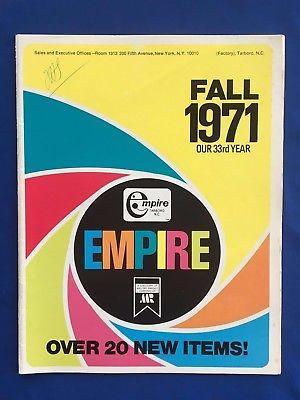 Sales and Executive Offices—Room 1313 200 Fifth Avenue, New York, N.Y. 10010 (Factory), Tarboro, N.C.
FALL
1971
OUR 33rd YEAR
empire
TARBORO
N.C.
EMPIRE
OVER 20 NEW ITEMS!